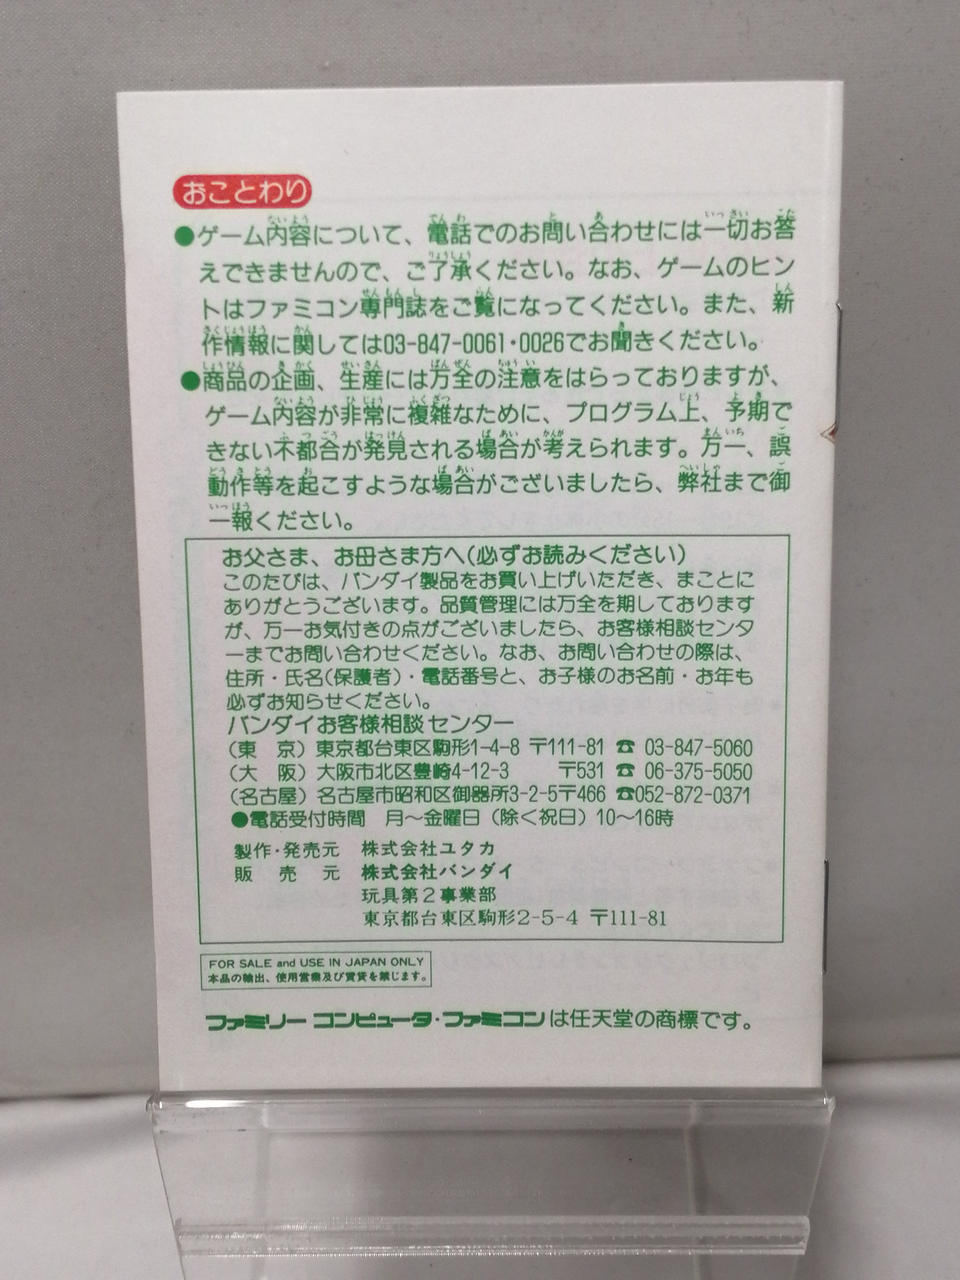 おことわり
●ゲーム内容について、電話でのお問い合わせには一切お答
えできませんので、ご了承ください。なお、ゲームのヒン
トはファミコン専門誌をご覧になってください。また、新
作情報に関しては03-847-0061・0026でお聞きください。
●商品の企画、生産には万全の注意をはらっておりますが、
ゲーム内容が非常に複雑なために、プログラム上、予期で
きない不都合が発見される場合が考えられます。万一、誤
動作等を起こすような場合がございましたら、弊社まで御
一報ください。
お父さま、お母さま方へ(必ずお読みください)
このたびは、バンダイ製品をお買い上げいただき、まことに
ありがとうございます。品質管理には万全を期しております
が、万一お気付きの点がございましたら、お客様相談センタ
ーまでお問い合わせください。なお、お問い合わせの際は、
住所・氏名(保護者)・電話番号と、お子様のお名前・お年も
必ずお知らせください。
バンダイお客様相談センター
(東　京) 東京都台東区駒形1-4-8 〒111-81 ☎ 03-847-5060
(大　阪) 大阪市北区豊崎4-12-3 〒531 ☎ 06-375-5050
(名古屋) 名古屋市昭和区御器所3-2-5〒466 ☎052-872-0371
●電話受付時間　月〜金曜日(除く祝日)10〜16時
製作・発売元　株式会社ユタカ
販　売　元　株式会社バンダイ
玩具第2事業部
東京都台東区駒形2-5-4 〒111-81
FOR SALE and USE IN JAPAN ONLY
本品の輸出、使用営業及び賃貸を禁じます。
ファミリーコンピュータ・ファミコンは任天堂の商標です。